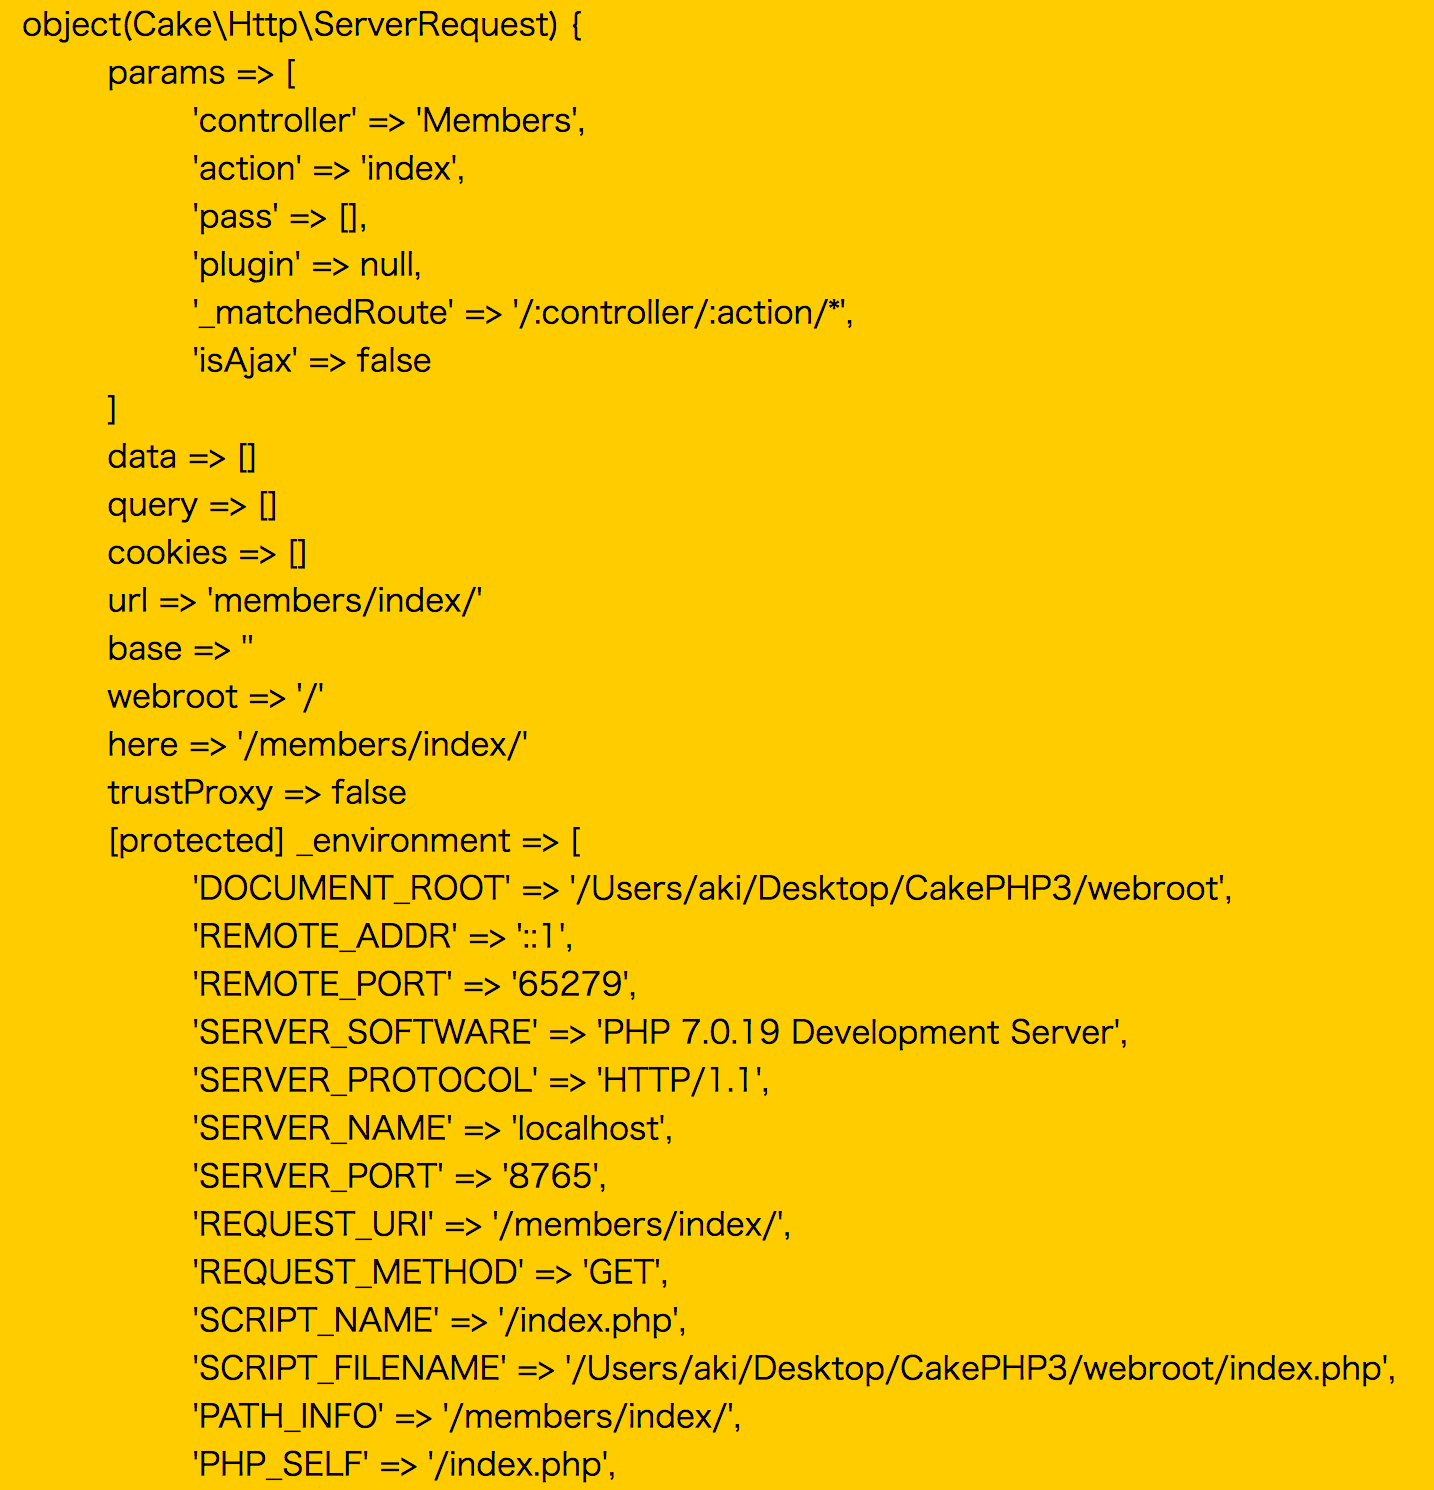 object(Cake\Http\ServerRequest) {
params => [
'controller' => 'Members',
'action' => 'index',
'pass' => [],
'plugin' => null,
'_matchedRoute' => '/:controller/:action/*',
'isAjax' => false
]
data => []
query => []
cookies => []
url => 'members/index/'
base => ''
webroot => '/'
here => '/members/index/'
trustProxy => false
[protected] _environment => [
'DOCUMENT_ROOT' => '/Users/aki/Desktop/CakePHP3/webroot',
'REMOTE_ADDR' => '::1',
'REMOTE_PORT' => '65279',
'SERVER_SOFTWARE' => 'PHP 7.0.19 Development Server',
'SERVER_PROTOCOL' => 'HTTP/1.1',
'SERVER_NAME' => 'localhost',
'SERVER_PORT' => '8765',
'REQUEST_URI' => '/members/index/',
'REQUEST_METHOD' => 'GET',
'SCRIPT_NAME' => '/index.php',
'SCRIPT_FILENAME' => '/Users/aki/Desktop/CakePHP3/webroot/index.php',
'PATH_INFO' => '/members/index/',
'PHP_SELF' => '/index.php',